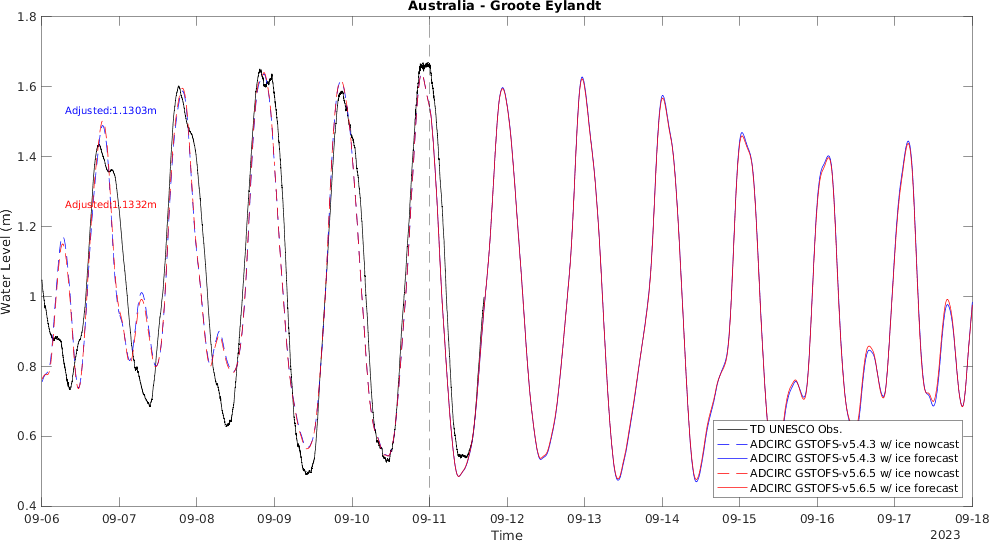 Australia - Groote Eylandt
1.8
1.6
1.4
1.2
1
0.8
0.6
0.4
Water Level (m)
Adjusted:1.1303m
Adjusted:1.1332m
TD UNESCO Obs.
ADCIRC GSTOFS-v5.4.3 w/ ice nowcast
ADCIRC GSTOFS-v5.4.3 w/ ice forecast
ADCIRC GSTOFS-v5.6.5 w/ ice nowcast
ADCIRC GSTOFS-v5.6.5 w/ ice forecast
09-06 09-07 09-08 09-09 09-10 09-11 09-12 09-13 09-14 09-15 09-16 09-17 09-18
Time
2023